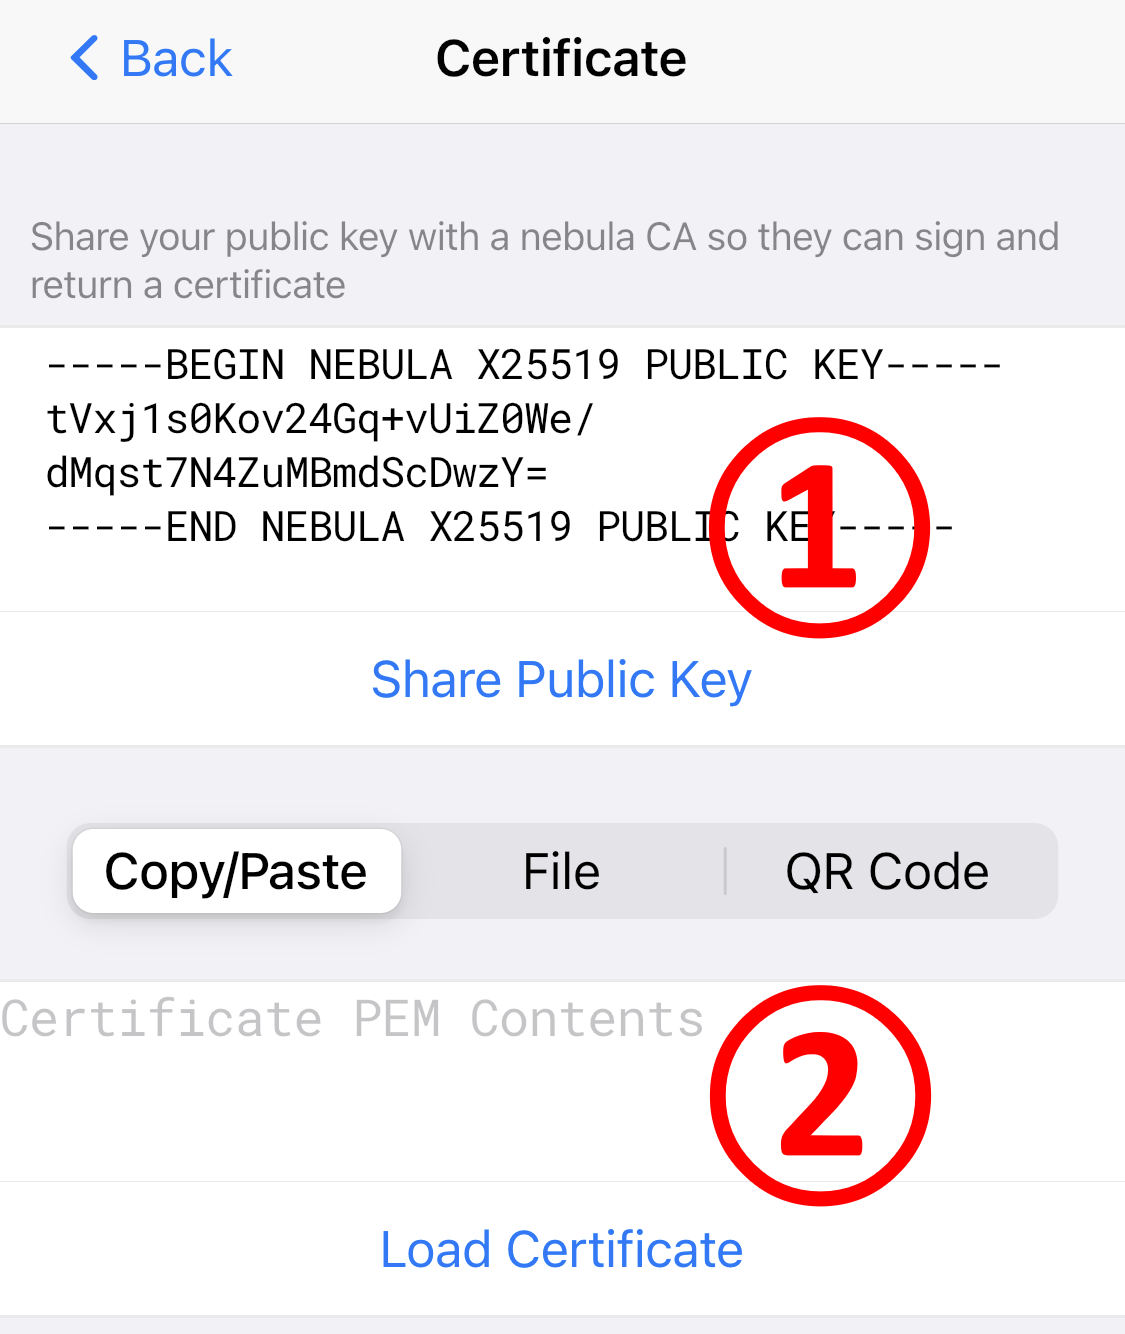 Back
Certificate
Share your public key with a nebula CA so they can sign and
return a certificate
-----BEGIN NEBULA X25519 PUBLIC KEY-----
tVxj1s0Kov24Gq+vUiZ0We/
dMqst7N4ZuMBmdScDwzY=
-----END NEBULA X25519 PUBLIC KEY-----
1
Share Public Key
Copy/Paste
File
QR Code
Certificate PEM Contents
2
Load Certificate